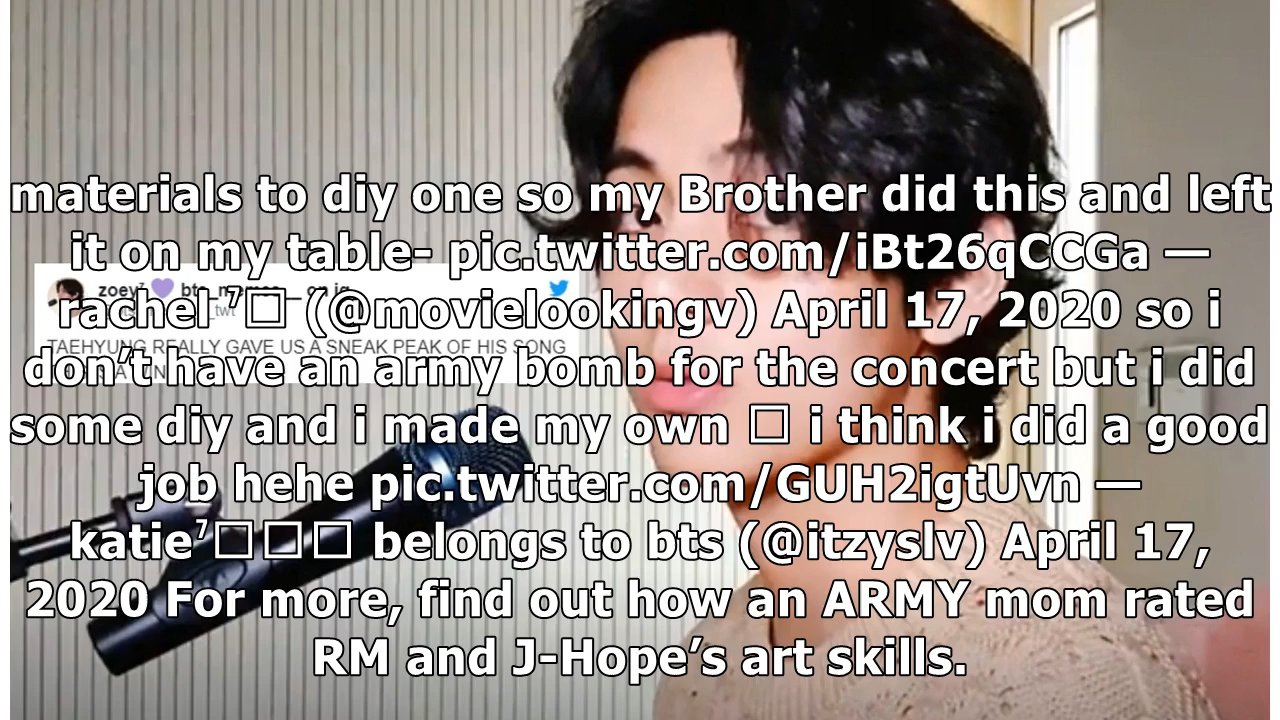 materials to diy one so my Brother did this and left
it on my table- pic.twitter.com/iBt26qCCGa —
rachel ⁷□ (@movielookingv) April 17, 2020 so i
don’t have an army bomb for the concert but i did
some diy and i made my own □ i think i did a good
job hehe pic.twitter.com/GUH2igtUvn —
katie⁷□□□ belongs to bts (@itzyslv) April 17,
2020 For more, find out how an ARMY mom rated
RM and J-Hope’s art skills.
zoey⁷ 💜
TAEHYUNG REALLY GAVE US A SNEAK PEAK OF HIS SONG